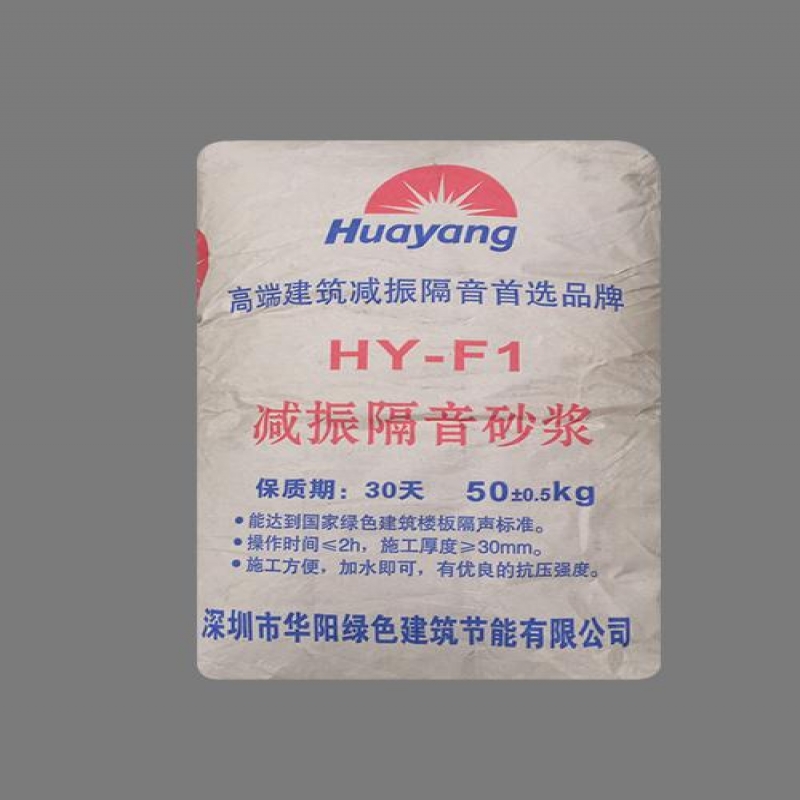 Huayang
高端建筑减振隔音首选品牌
HY-F1
减振隔音砂浆
保质期：30天 50±0.5kg
•能达到国家绿色建筑楼板隔声标准。
•操作时间≤2h，施工厚度≥30mm。
•施工方便，加水即可，有优良的抗压强度。
深圳市华阳绿色建筑节能有限公司